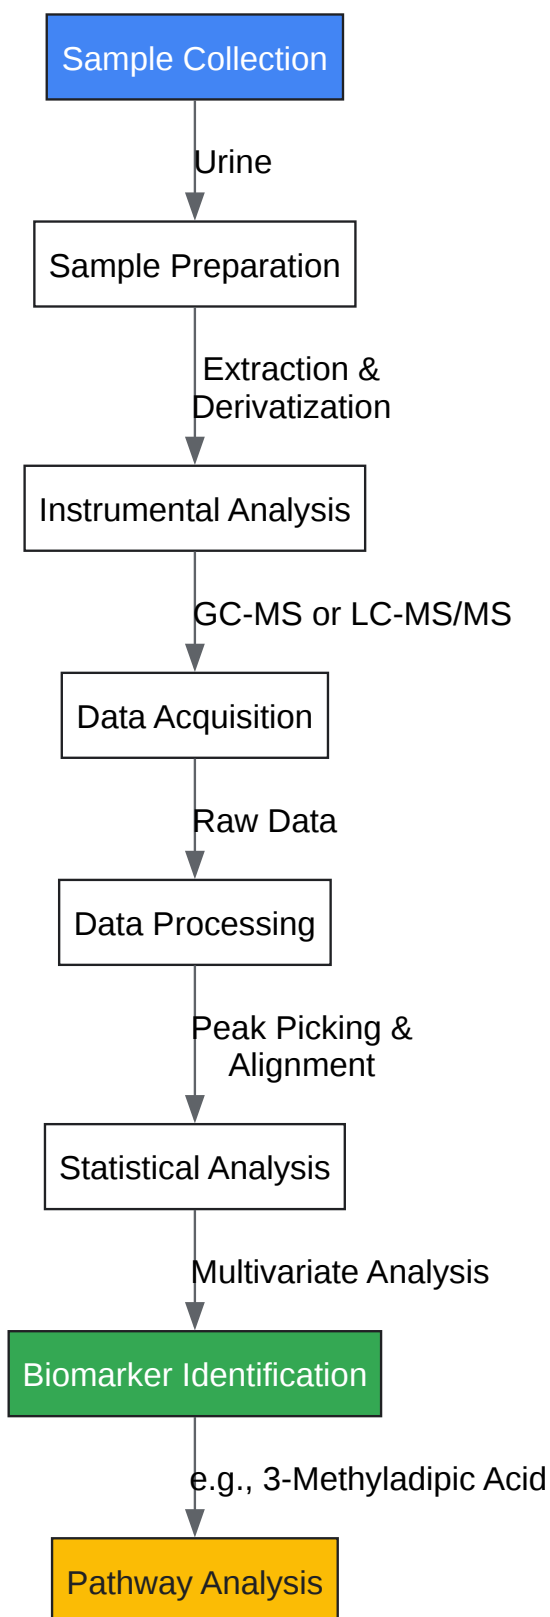 Sample Collection
Urine
Sample Preparation
Extraction &
Derivatization
Instrumental Analysis
GC-MS or LC-MS/MS
Data Acquisition
Raw Data
Data Processing
Peak Picking &
Alignment
Statistical Analysis
Multivariate Analysis
Biomarker Identification
e.g., 3-Methyladipic Acid
Pathway Analysis